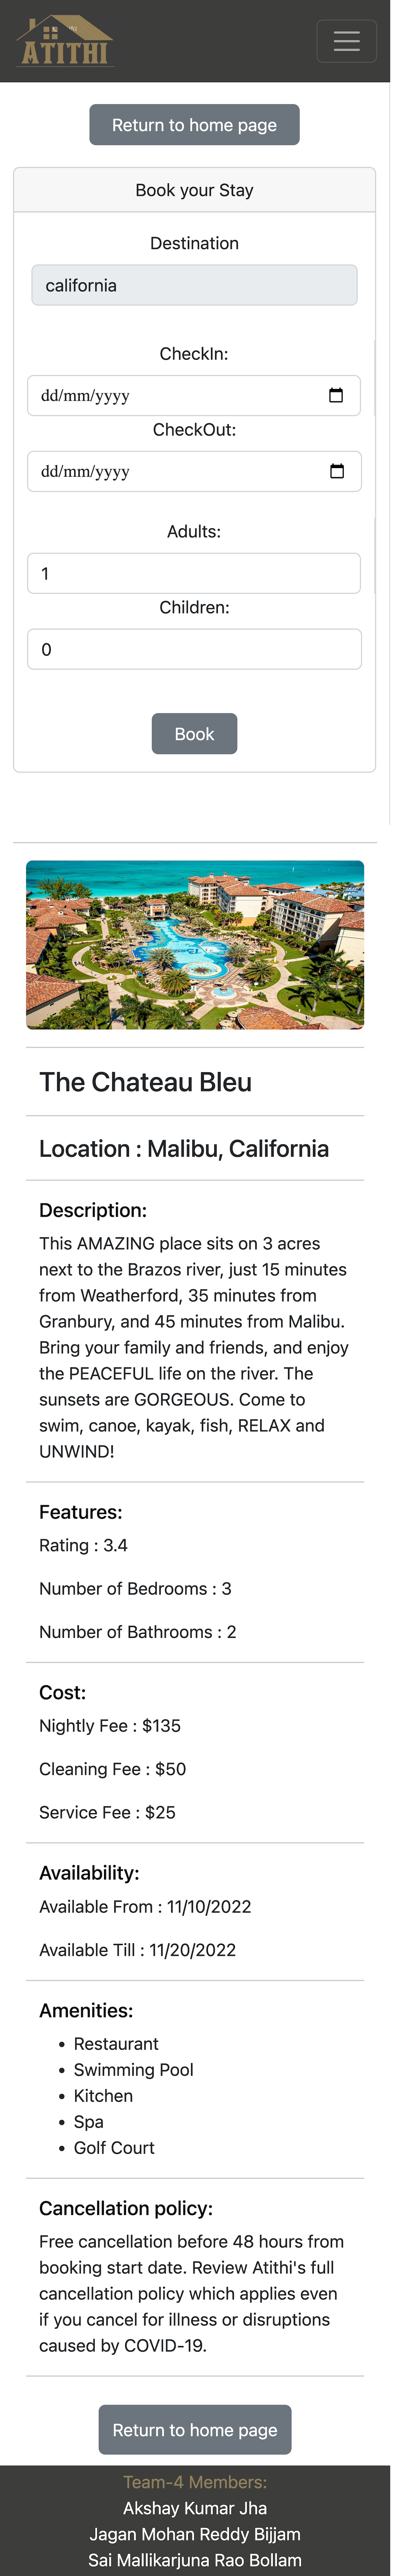 ATITHI
Return to home page
Book your Stay
Destination
california
CheckIn:
dd/mm/yyyy
CheckOut:
dd/mm/yyyy
Adults:
1
Children:
0
Book
The Chateau Bleu
Location : Malibu, California
Description:
This AMAZING place sits on 3 acres
next to the Brazos river, just 15 minutes
from Weatherford, 35 minutes from
Granbury, and 45 minutes from Malibu.
Bring your family and friends, and enjoy
the PEACEFUL life on the river. The
sunsets are GORGEOUS. Come to
swim, canoe, kayak, fish, RELAX and
UNWIND!
Features:
Rating : 3.4
Number of Bedrooms : 3
Number of Bathrooms : 2
Cost:
Nightly Fee : $135
Cleaning Fee : $50
Service Fee : $25
Availability:
Available From : 11/10/2022
Available Till : 11/20/2022
Amenities:
• Restaurant
• Swimming Pool
• Kitchen
• Spa
• Golf Court
Cancellation policy:
Free cancellation before 48 hours from
booking start date. Review Atithi's full
cancellation policy which applies even
if you cancel for illness or disruptions
caused by COVID-19.
Return to home page
Team-4 Members:
Akshay Kumar Jha
Jagan Mohan Reddy Bijjam
Sai Mallikarjuna Rao Bollam